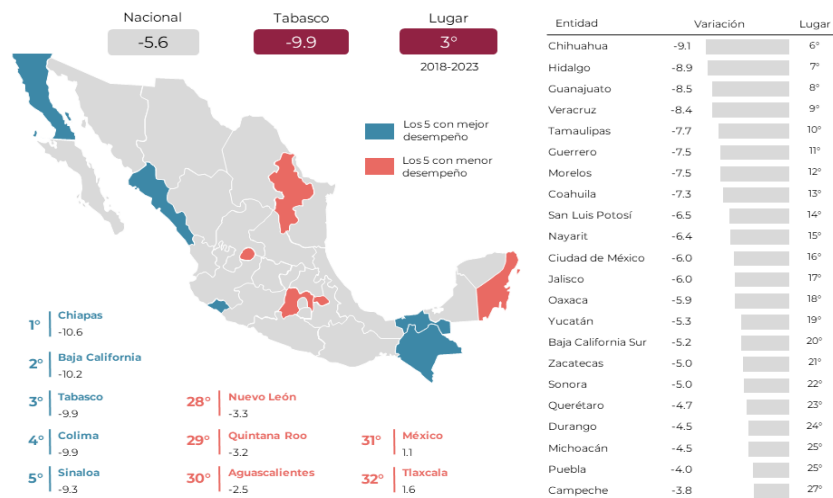 Nacional
-5.6
Tabasco
-9.9
Lugar
3°
2018-2023
Los 5 con mejor
desempeño
Los 5 con menor
desempeño
1°
Chiapas
-10.6
2°
Baja California
-10.2
3°
Tabasco
-9.9
4°
Colima
-9.9
5°
Sinaloa
-9.3
28°
Nuevo León
-3.3
29°
Quintana Roo
-3.2
30°
Aguascalientes
-2.5
31°
México
1.1
32°
Tlaxcala
1.6
Entidad Variación Lugar
Chihuahua -9.1 6°
Hidalgo -8.9 7°
Guanajuato -8.5 8°
Veracruz -8.4 9°
Tamaulipas -7.7 10°
Guerrero -7.5 11°
Morelos -7.5 12°
Coahuila -7.3 13°
San Luis Potosí -6.5 14°
Nayarit -6.4 15°
Ciudad de México -6.0 16°
Jalisco -6.0 17°
Oaxaca -5.9 18°
Yucatán -5.3 19°
Baja California Sur -5.2 20°
Zacatecas -5.0 21°
Sonora -5.0 22°
Querétaro -4.7 23°
Durango -4.5 24°
Michoacán -4.5 25°
Puebla -4.0 25°
Campeche -3.8 27°